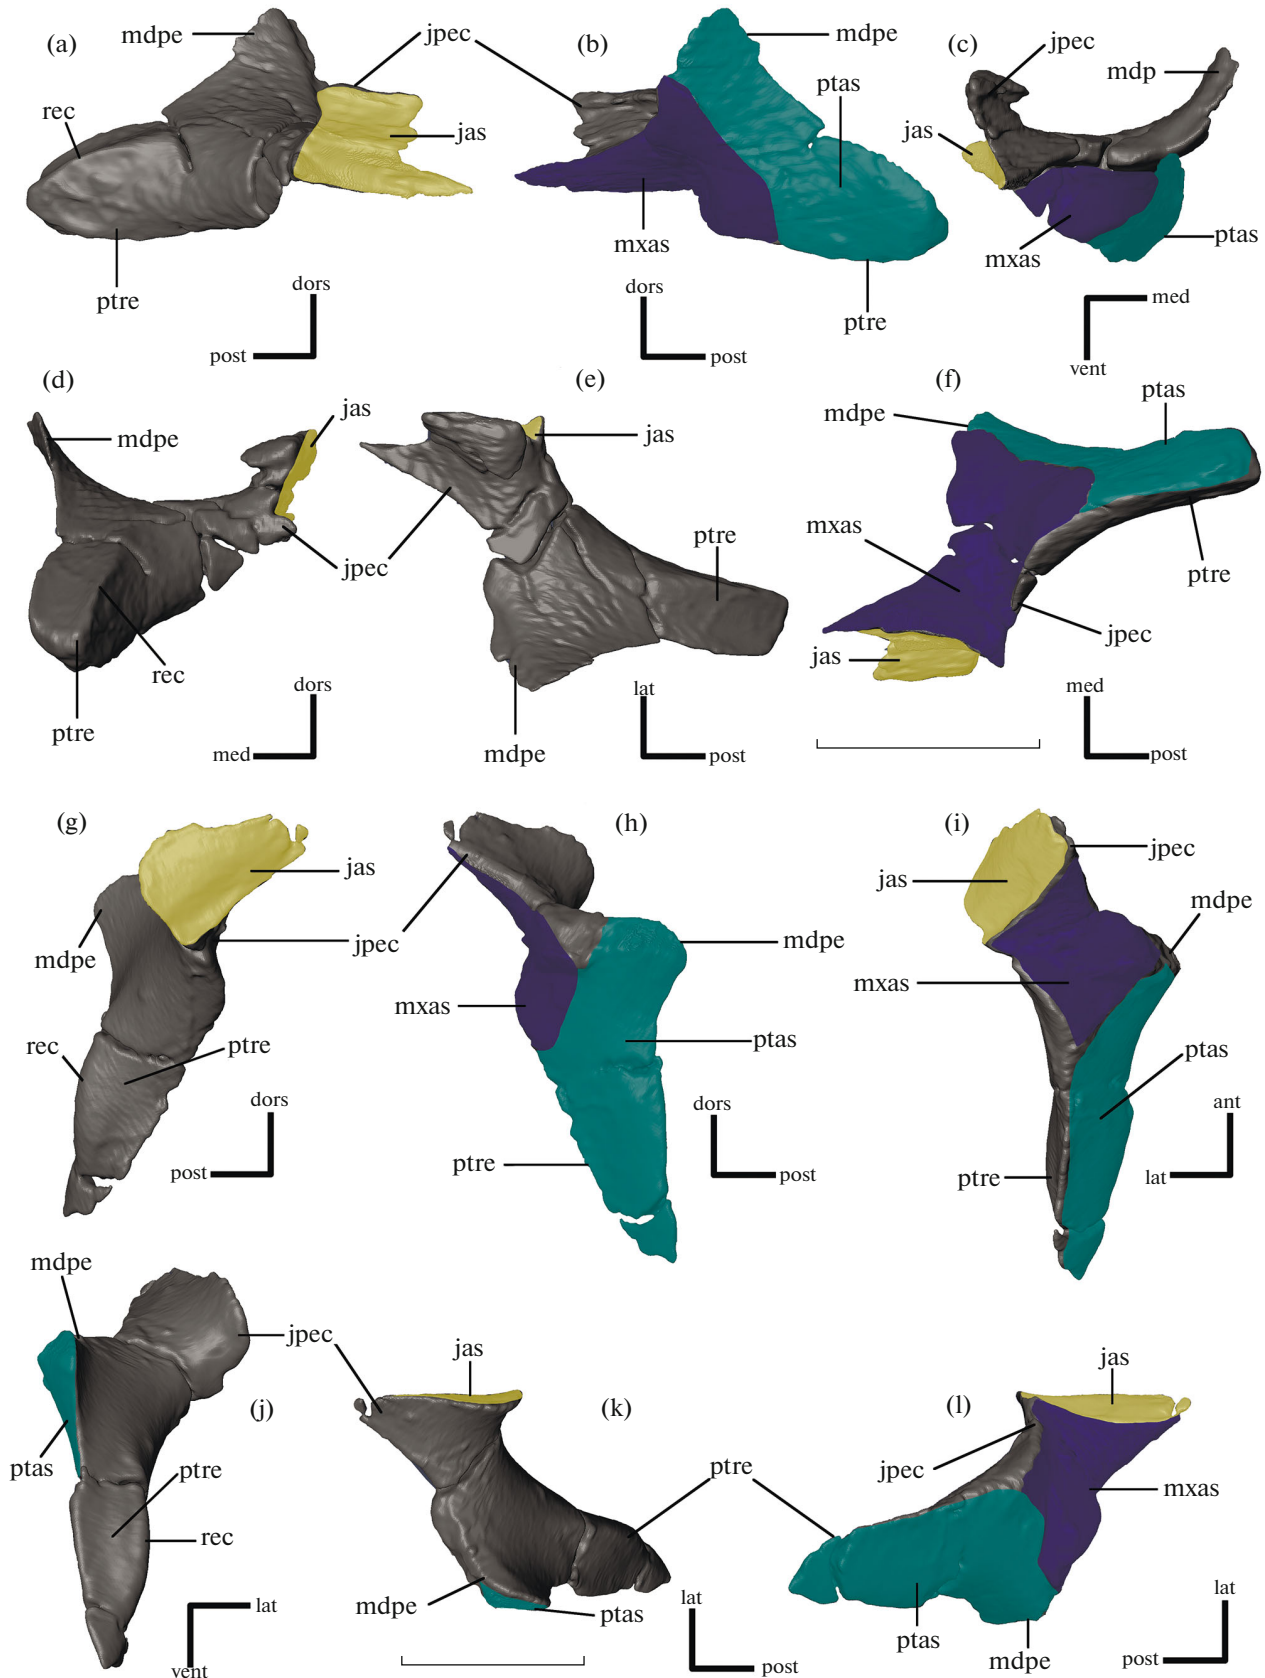 (a)
mdpe
jpec
rec
jas
ptre
dors
post
(b)
mdpe
ptas
mxas
ptre
dors
post
(c)
jpec
mdp
jas
mxas
ptas
med
vent
(d)
jas
mdpe
jpec
rec
ptre
dors
med
(e)
jas
ptre
mdpe
lat
post
(f)
ptas
mdpe
mxas
ptre
jpec
jas
med
post
(g)
jas
jpec
mdpe
rec
ptre
dors
post
(h)
mdpe
mxas
ptas
ptre
dors
post
(i)
jpec
jas
mdpe
mxas
ptas
ptre
ant
lat
mdpe
jpec
(j)
ptas
ptre
rec
lat
vent
jas
(k)
ptre
mdpe
ptas
lat
post
(l)
jas
jpec
mxas
ptas
mdpe
lat
post